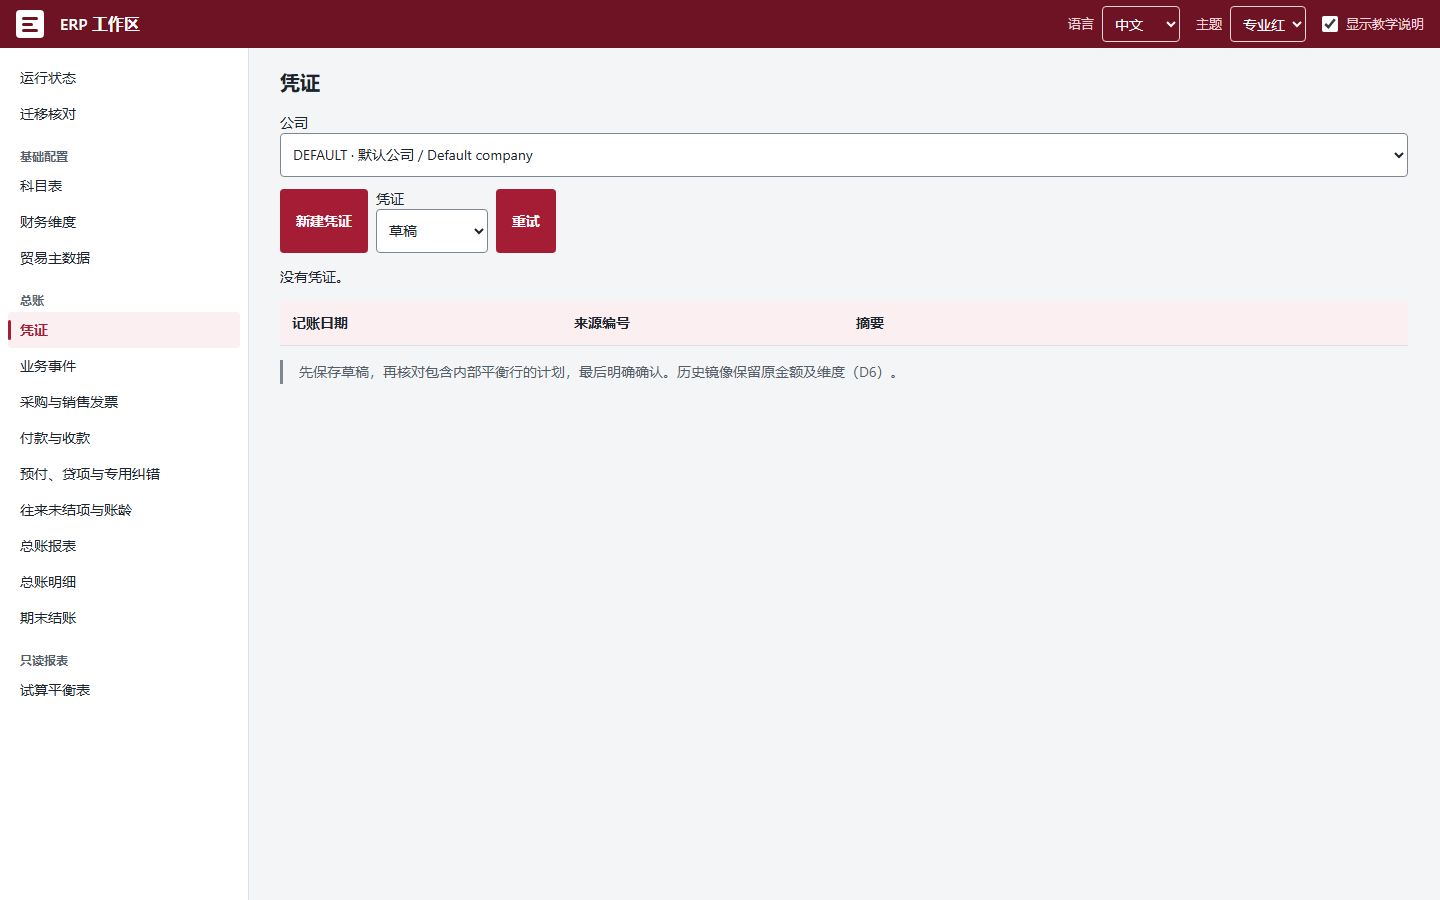 ERP 工作区
语言 中文 主题 专业红 显示教学说明
运行状态
迁移核对
基础配置
科目表
财务维度
贸易主数据
总账
凭证
业务事件
采购与销售发票
付款与收款
预付、贷项与专用纠错
往来未结项与账龄
总账报表
总账明细
期末结账
只读报表
试算平衡表
凭证
公司
DEFAULT · 默认公司 / Default company
新建凭证
凭证
草稿
重试
没有凭证。
记账日期 来源编号 摘要
先保存草稿，再核对包含内部平衡行的计划，最后明确确认。历史镜像保留原金额及维度（D6）。